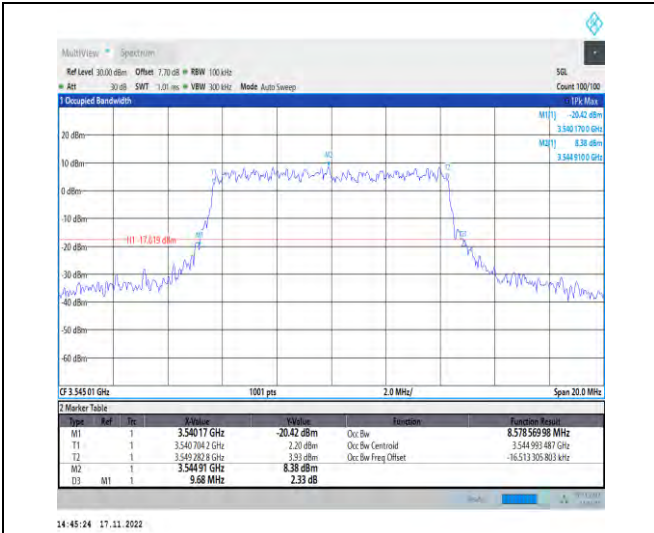 MultiView Spectrum
Ref Level 30.00 dBm Offset 7.70 dB RBW 100 kHz SGL
Att 30 dB SWT 1.01 ms VBW 300 kHz Mode Auto Sweep Count 100/100
1 Occupied Bandwidth 1Pk Max
M1[1] -20.42 dBm
3.540 170 0 GHz
M2[1] 8.38 dBm
3.544 910 0 GHz
20 dBm
M2
10 dBm
T1 T2
0 dBm
-10 dBm
H1 -17.619 dBm
M1
-20 dBm
-30 dBm
-40 dBm
-50 dBm
-60 dBm
CF 3.545 01 GHz 1001 pts 2.0 MHz/ Span 20.0 MHz
2 Marker Table
Type Ref Trc X-Value Y-Value Function Function Result
M1 1 3.540 17 GHz -20.42 dBm Occ Bw 8.578 569 98 MHz
T1 1 3.540 704 2 GHz 2.20 dBm Occ Bw Centroid 3.544 993 487 GHz
T2 1 3.549 282 8 GHz 3.93 dBm Occ Bw Freq Offset -16.513 305 803 kHz
M2 1 3.544 91 GHz 8.38 dBm
D3 M1 1 9.68 MHz 2.33 dB
14:45:24 17.11.2022